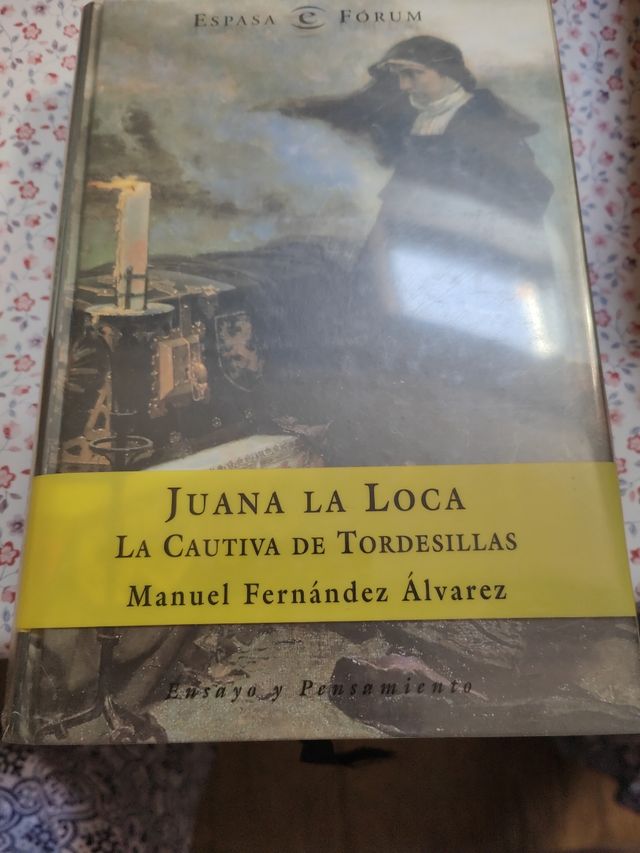 ESPASA FÓRUM
JUANA LA LOCA
LA CAUTIVA DE TORDESILLAS
Manuel Fernández Álvarez
Ensayo y Pensamiento